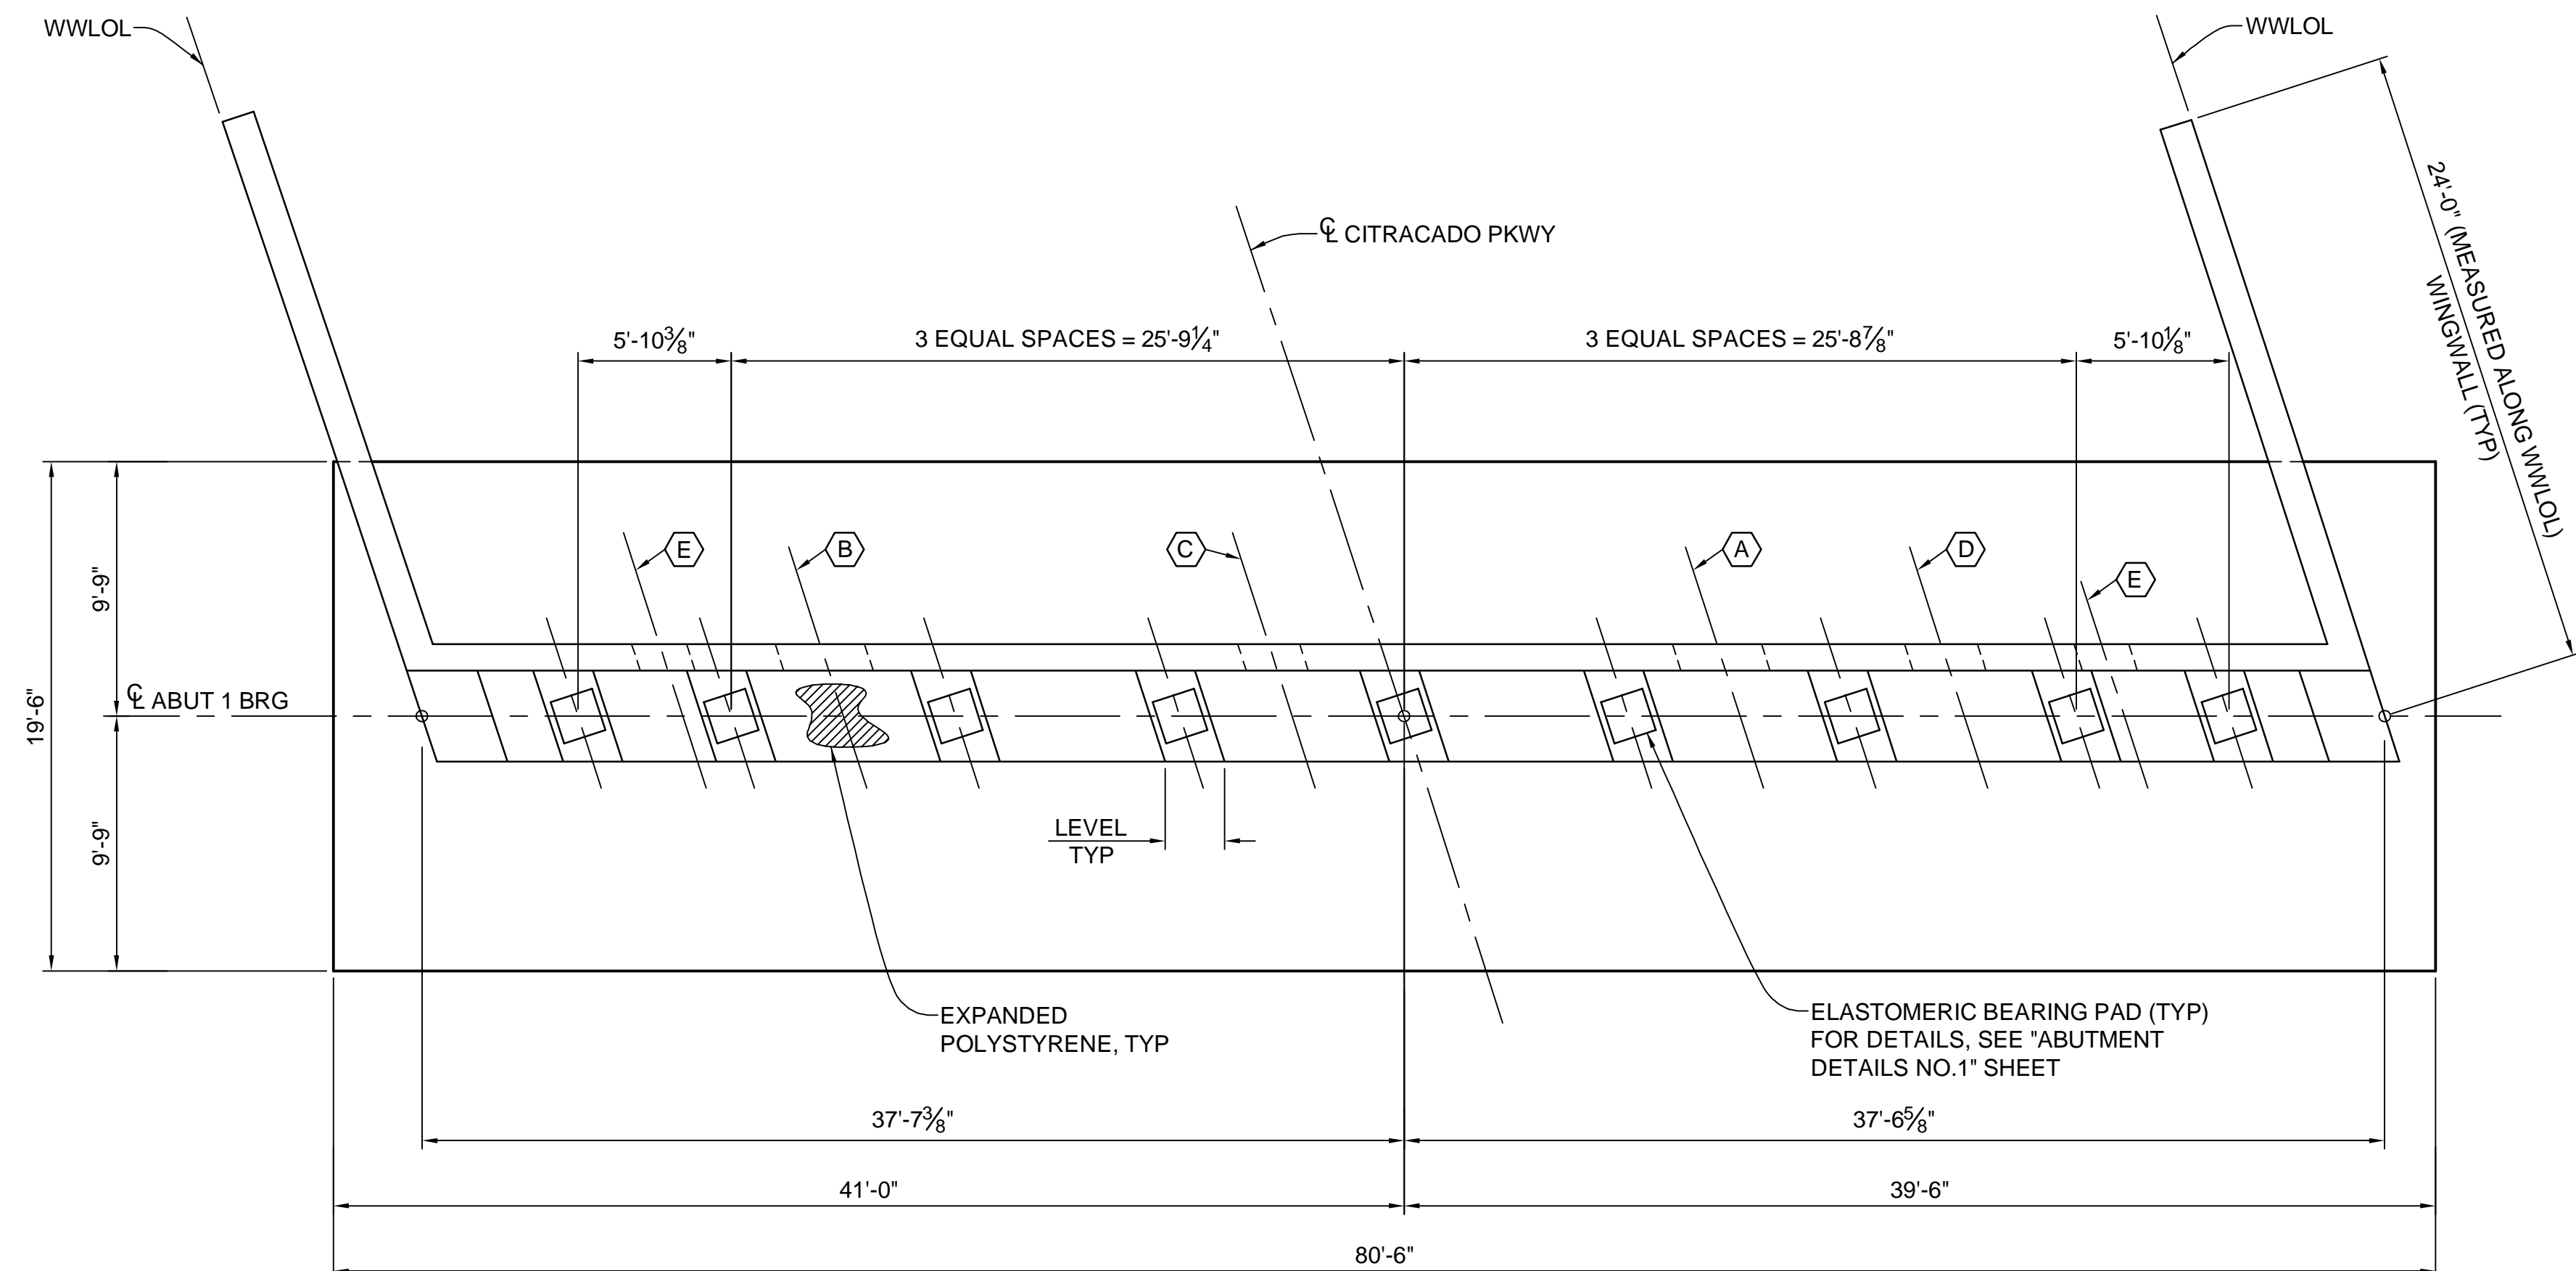 WWLOL
WWLOL
24'-0" (MEASURED ALONG WWLOL)
WINGWALL (TYP)
℄ CITRACADO PKWY
5'-10⅜"
3 EQUAL SPACES = 25'-9¼"
3 EQUAL SPACES = 25'-8⅞"
5'-10⅛"
E
B
C
A
D
E
9'-9"
19'-6"
9'-9"
℄ ABUT 1 BRG
LEVEL
TYP
EXPANDED
POLYSTYRENE, TYP
ELASTOMERIC BEARING PAD (TYP)
FOR DETAILS, SEE "ABUTMENT
DETAILS NO.1" SHEET
37'-7⅜"
37'-6⅝"
41'-0"
39'-6"
80'-6"